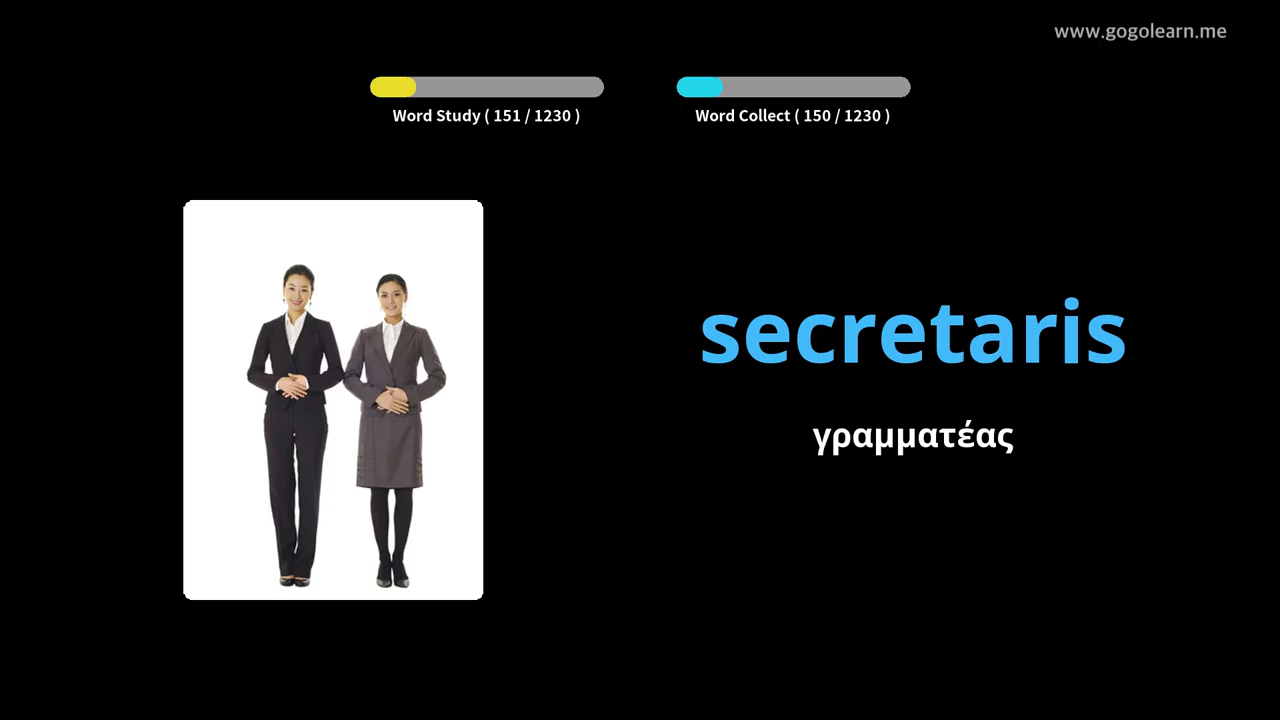 www.gogolearn.me
Word Study ( 151 / 1230 )
Word Collect ( 150 / 1230 )
secretaris
γραμματέας